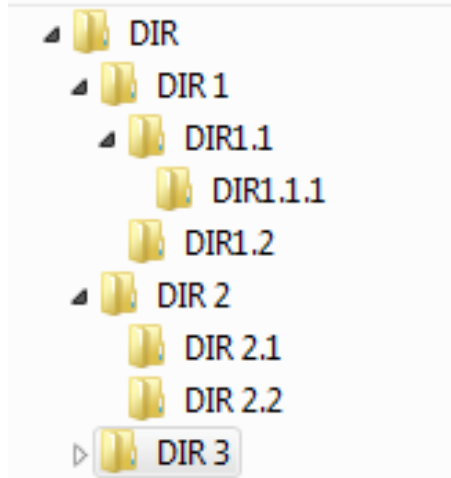 DIR
DIR 1
DIR1.1
DIR1.1.1
DIR1.2
DIR 2
DIR 2.1
DIR 2.2
DIR 3